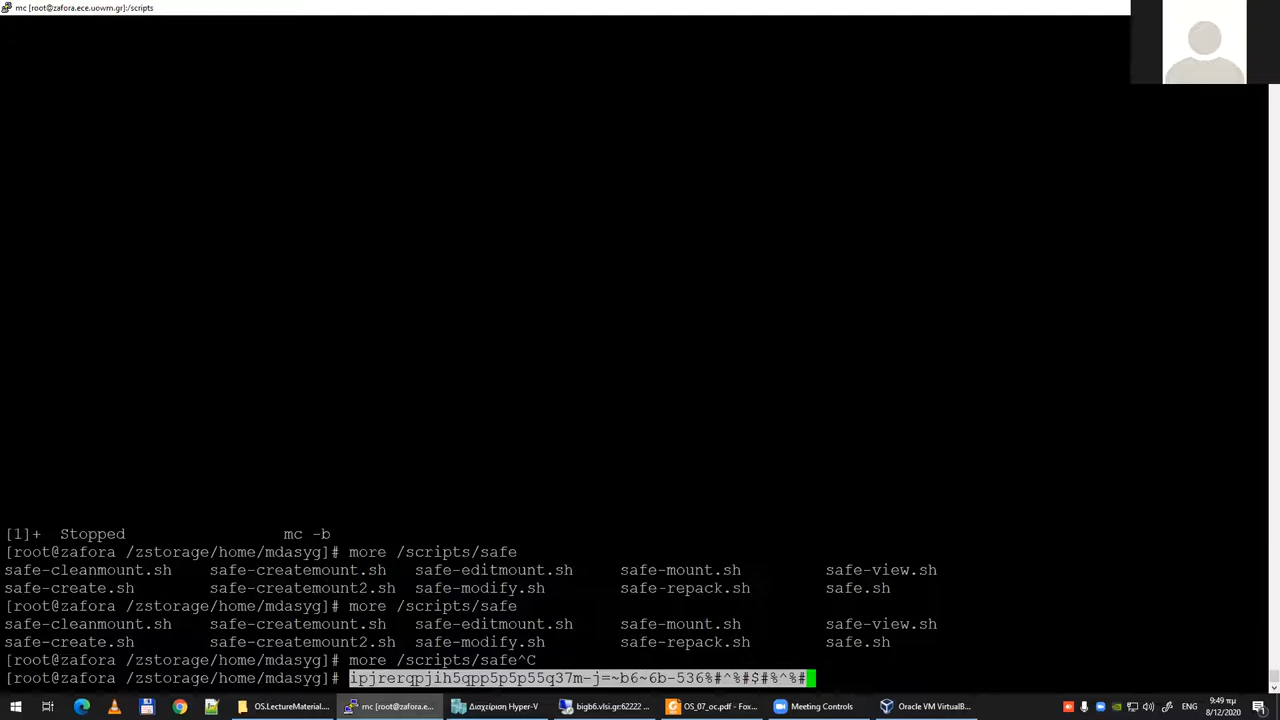 mc [root@zafora.ece.uowm.gr]:/scripts
[1]+  Stopped                 mc -b
[root@zafora /zstorage/home/mdasyg]# more /scripts/safe
safe-cleanmount.sh    safe-createmount.sh   safe-editmount.sh     safe-mount.sh         safe-view.sh
safe-create.sh        safe-createmount2.sh  safe-modify.sh        safe-repack.sh        safe.sh
[root@zafora /zstorage/home/mdasyg]# more /scripts/safe
safe-cleanmount.sh    safe-createmount.sh   safe-editmount.sh     safe-mount.sh         safe-view.sh
safe-create.sh        safe-createmount2.sh  safe-modify.sh        safe-repack.sh        safe.sh
[root@zafora /zstorage/home/mdasyg]# more /scripts/safe^C
[root@zafora /zstorage/home/mdasyg]# ipjrerqpjih5qpp5p5p55q37m-j=~b6~6b-536%#^%#$#%^%#
OS.LectureMaterial.... mc [root@zafora.e... Διαχείριση Hyper-V bigb6.vlsi.gr:62222 ... OS_07_oc.pdf - Fox... Meeting Controls Oracle VM VirtualB... ENG 9:49 πμ
8/12/2020